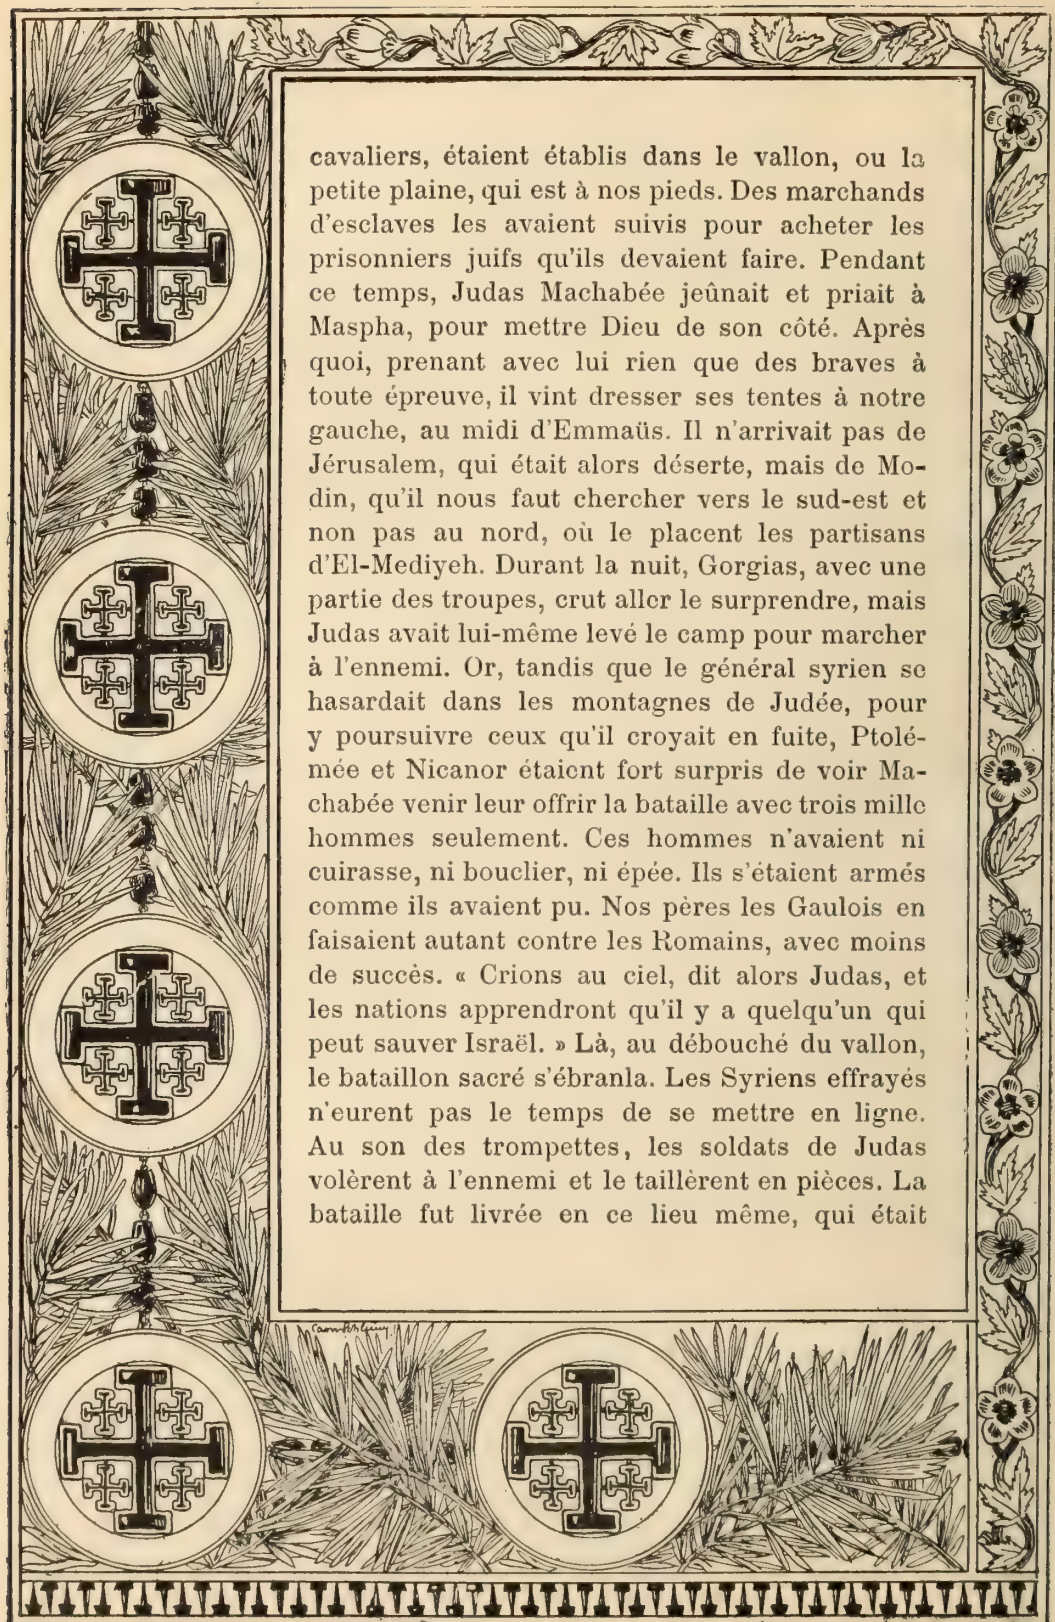 cavaliers, étaient établis dans le vallon, ou la
petite plaine, qui est à nos pieds. Des marchands
d'esclaves les avaient suivis pour acheter les
prisonniers juifs qu'ils devaient faire. Pendant
ce temps, Judas Machabée jeûnait et priait à
Maspha, pour mettre Dieu de son côté. Après
quoi, prenant avec lui rien que des braves à
toute épreuve, il vint dresser ses tentes à notre
gauche, au midi d'Emmaüs. Il n'arrivait pas de
Jérusalem, qui était alors déserte, mais de Mo-
din, qu'il nous faut chercher vers le sud-est et
non pas au nord, où le placent les partisans
d'El-Mediyeh. Durant la nuit, Gorgias, avec une
partie des troupes, crut aller le surprendre, mais
Judas avait lui-même levé le camp pour marcher
à l'ennemi. Or, tandis que le général syrien se
hasardait dans les montagnes de Judée, pour
y poursuivre ceux qu'il croyait en fuite, Ptolé-
mée et Nicanor étaient fort surpris de voir Ma-
chabée venir leur offrir la bataille avec trois mille
hommes seulement. Ces hommes n'avaient ni
cuirasse, ni bouclier, ni épée. Ils s'étaient armés
comme ils avaient pu. Nos pères les Gaulois en
faisaient autant contre les Romains, avec moins
de succès. « Crions au ciel, dit alors Judas, et
les nations apprendront qu'il y a quelqu'un qui
peut sauver Israël. » Là, au débouché du vallon,
le bataillon sacré s'ébranla. Les Syriens effrayés
n'eurent pas le temps de se mettre en ligne.
Au son des trompettes, les soldats de Judas
volèrent à l'ennemi et le taillèrent en pièces. La
bataille fut livrée en ce lieu même, qui était